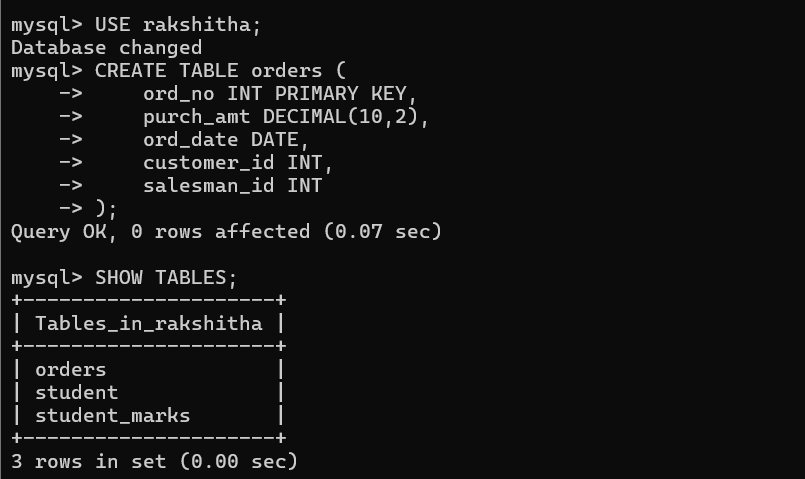 mysql> USE rakshitha;
Database changed
mysql> CREATE TABLE orders (
    ->     ord_no INT PRIMARY KEY,
    ->     purch_amt DECIMAL(10,2),
    ->     ord_date DATE,
    ->     customer_id INT,
    ->     salesman_id INT
    -> );
Query OK, 0 rows affected (0.07 sec)

mysql> SHOW TABLES;
+---------------------+
| Tables_in_rakshitha |
+---------------------+
| orders              |
| student             |
| student_marks       |
+---------------------+
3 rows in set (0.00 sec)